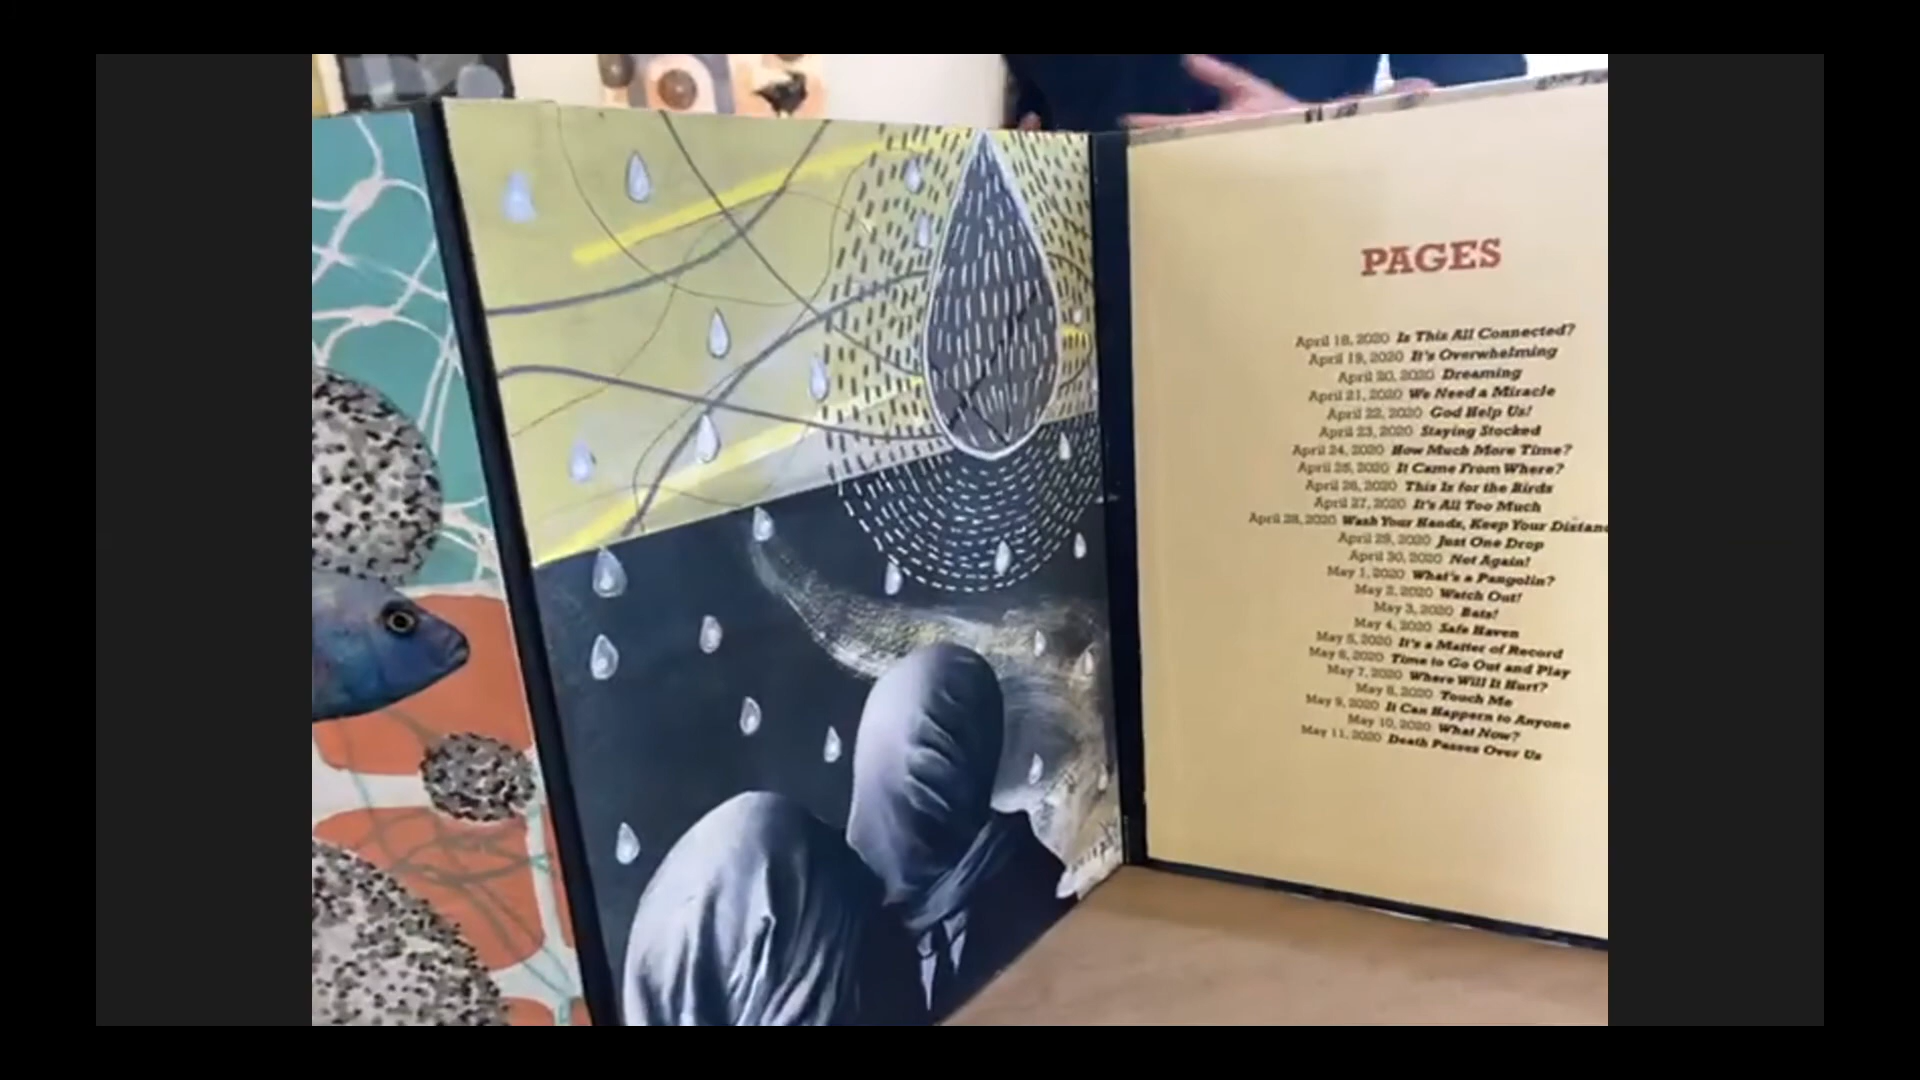 PAGES
April 18, 2020 Is This All Connected?
April 19, 2020 It's Overwhelming
April 20, 2020 Dreaming
April 21, 2020 We Need a Miracle
April 22, 2020 God Help Us!
April 23, 2020 Staying Stocked
April 24, 2020 How Much More Time?
April 25, 2020 It Came From Where?
April 26, 2020 This Is for the Birds
April 27, 2020 It's All Too Much
April 28, 2020 Wash Your Hands, Keep Your Distanc
April 29, 2020 Just One Drop
April 30, 2020 Not Again!
May 1, 2020 What's a Pangolin?
May 2, 2020 Watch Out!
May 3, 2020 Bats!
May 4, 2020 Safe Haven
May 5, 2020 It's a Matter of Record
May 6, 2020 Time to Go Out and Play
May 7, 2020 Where Will It Hurt?
May 8, 2020 Touch Me
May 9, 2020 It Can Happern to Anyone
May 10, 2020 What Now?
May 11, 2020 Death Passes Over Us